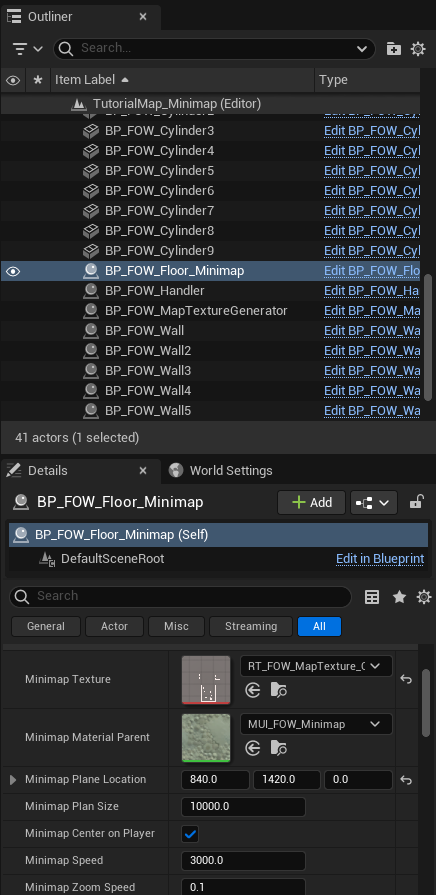 Outliner
Search...
Item Label
Type
TutorialMap_Minimap (Editor)
BP_FOW_Cylinder2
BP_FOW_Cylinder3 Edit BP_FOW_Cyl
BP_FOW_Cylinder4 Edit BP_FOW_Cyl
BP_FOW_Cylinder5 Edit BP_FOW_Cyl
BP_FOW_Cylinder6 Edit BP_FOW_Cyl
BP_FOW_Cylinder7 Edit BP_FOW_Cyl
BP_FOW_Cylinder8 Edit BP_FOW_Cyl
BP_FOW_Cylinder9 Edit BP_FOW_Cyl
BP_FOW_Floor_Minimap Edit BP_FOW_Flo
BP_FOW_Handler Edit BP_FOW_Ha
BP_FOW_MapTextureGenerator Edit BP_FOW_Ma
BP_FOW_Wall Edit BP_FOW_Wa
BP_FOW_Wall2 Edit BP_FOW_Wa
BP_FOW_Wall3 Edit BP_FOW_Wa
BP_FOW_Wall4 Edit BP_FOW_Wa
BP_FOW_Wall5 Edit BP_FOW_Wa
41 actors (1 selected)
Details
World Settings
BP_FOW_Floor_Minimap
Add
BP_FOW_Floor_Minimap (Self)
DefaultSceneRoot Edit in Blueprint
Search
General Actor Misc Streaming All
Minimap Texture RT_FOW_MapTexture_
Minimap Material Parent MUI_FOW_Minimap
Minimap Plane Location 840.0 1420.0 0.0
Minimap Plan Size 10000.0
Minimap Center on Player
Minimap Speed 3000.0
Minimap Zoom Speed 0.1